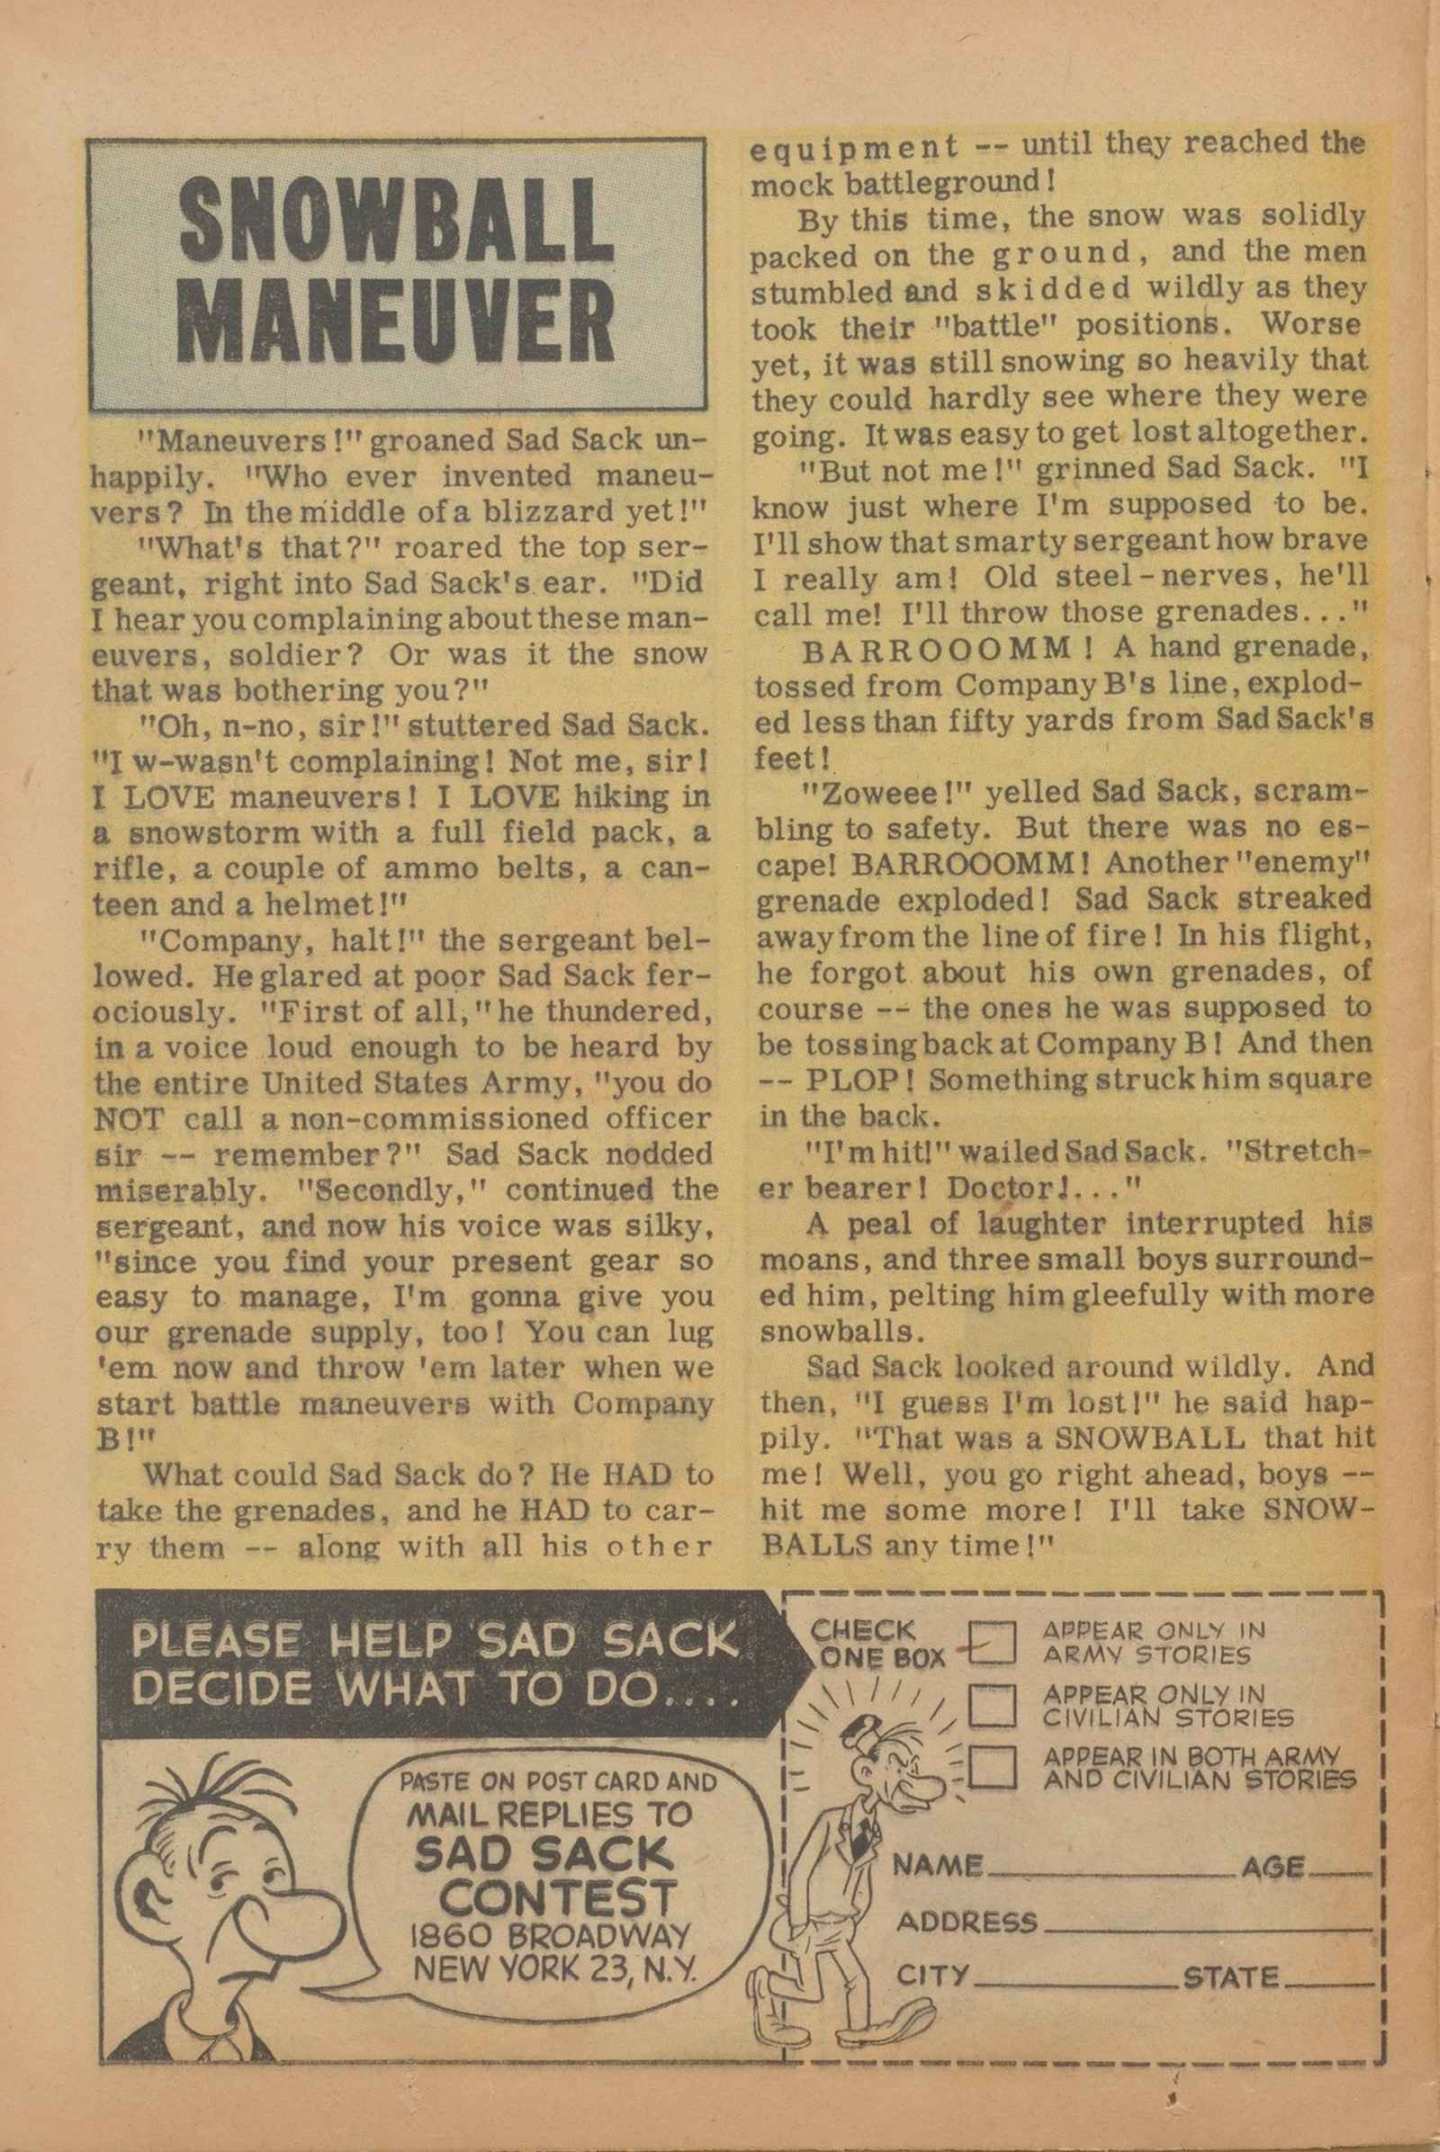 SNOWBALL
MANEUVER
"Maneuvers!" groaned Sad Sack un-
happily. "Who ever invented maneu-
vers? In the middle of a blizzard yet!"
"What's that?" roared the top ser-
geant, right into Sad Sack's ear. "Did
I hear you complaining about these man-
euvers, soldier? Or was it the snow
that was bothering you?"
"Oh, n-no, sir!" stuttered Sad Sack.
"I w-wasn't complaining! Not me, sir!
I LOVE maneuvers! I LOVE hiking in
a snowstorm with a full field pack, a
rifle, a couple of ammo belts, a can-
teen and a helmet!"
"Company, halt!" the sergeant bel-
lowed. He glared at poor Sad Sack fer-
ociously. "First of all," he thundered,
in a voice loud enough to be heard by
the entire United States Army, "you do
NOT call a non-commissioned officer
sir -- remember?" Sad Sack nodded
miserably. "Secondly," continued the
sergeant, and now his voice was silky,
"since you find your present gear so
easy to manage, I'm gonna give you
our grenade supply, too! You can lug
'em now and throw 'em later when we
start battle maneuvers with Company
B!"
What could Sad Sack do? He HAD to
take the grenades, and he HAD to car-
ry them -- along with all his other
equipment -- until they reached the
mock battleground!
By this time, the snow was solidly
packed on the ground, and the men
stumbled and skidded wildly as they
took their "battle" positions. Worse
yet, it was still snowing so heavily that
they could hardly see where they were
going. It was easy to get lost altogether.
"But not me!" grinned Sad Sack. "I
know just where I'm supposed to be.
I'll show that smarty sergeant how brave
I really am! Old steel-nerves, he'll
call me! I'll throw those grenades..."
BARROOOMM! A hand grenade,
tossed from Company B's line, explod-
ed less than fifty yards from Sad Sack's
feet!
"Zoweee!" yelled Sad Sack, scram-
bling to safety. But there was no es-
cape! BARROOOMM! Another "enemy"
grenade exploded! Sad Sack streaked
away from the line of fire! In his flight,
he forgot about his own grenades, of
course -- the ones he was supposed to
be tossing back at Company B! And then
-- PLOP! Something struck him square
in the back.
"I'm hit!" wailed Sad Sack. "Stretch-
er bearer! Doctor!..."
A peal of laughter interrupted his
moans, and three small boys surround-
ed him, pelting him gleefully with more
snowballs.
Sad Sack looked around wildly. And
then, "I guess I'm lost!" he said hap-
pily. "That was a SNOWBALL that hit
me! Well, you go right ahead, boys --
hit me some more! I'll take SNOW-
BALLS any time!"
PLEASE HELP SAD SACK
DECIDE WHAT TO DO....
PASTE ON POST CARD AND
MAIL REPLIES TO
SAD SACK
CONTEST
1860 BROADWAY
NEW YORK 23, N.Y.
CHECK
ONE BOX
APPEAR ONLY IN
ARMY STORIES
APPEAR ONLY IN
CIVILIAN STORIES
APPEAR IN BOTH ARMY
AND CIVILIAN STORIES
NAME AGE
ADDRESS
CITY STATE